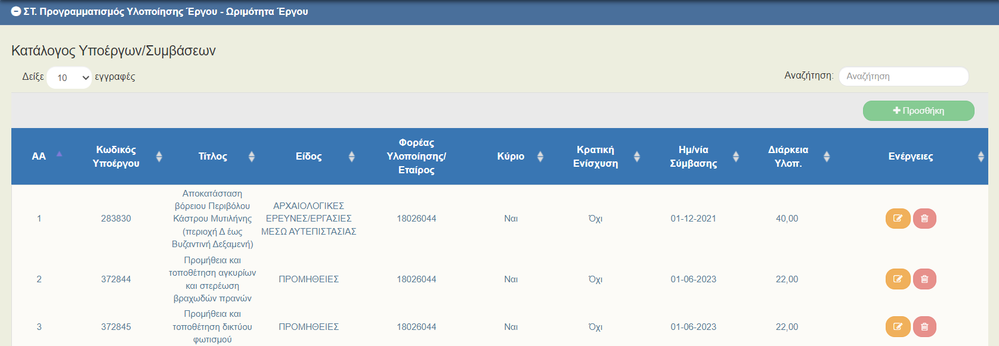 ΣΤ. Προγραμματισμός Υλοποίησης Έργου - Ωριμότητα Έργου
Κατάλογος Υποέργων/Συμβάσεων
Δείξε 10 εγγραφές
Αναζήτηση: Αναζήτηση
Προσθήκη
ΑΑ
Κωδικός
Υποέργου
Τίτλος
Είδος
Φορέας
Υλοποίησης/
Εταίρος
Κύριο
Κρατική
Ενίσχυση
Ημ/νία
Σύμβασης
Διάρκεια
Υλοπ.
Ενέργειες
1
283830
Αποκατάσταση
βόρειου Περιβόλου
Κάστρου Μυτιλήνης
(περιοχή Δ έως
Βυζαντινή Δεξαμενή)
ΑΡΧΑΙΟΛΟΓΙΚΕΣ
ΕΡΕΥΝΕΣ/ΕΡΓΑΣΙΕΣ
ΜΕΣΩ ΑΥΤΕΠΙΣΤΑΣΙΑΣ
18026044
Ναι
Όχι
01-12-2021
40,00
2
372844
Προμήθεια και
τοποθέτηση αγκυρίων
και στερέωση
βραχωδών πρανών
ΠΡΟΜΗΘΕΙΕΣ
18026044
Ναι
Όχι
01-06-2023
22,00
3
372845
Προμήθεια και
τοποθέτηση δικτύου
φωτισμού
ΠΡΟΜΗΘΕΙΕΣ
18026044
Ναι
Όχι
01-06-2023
22,00